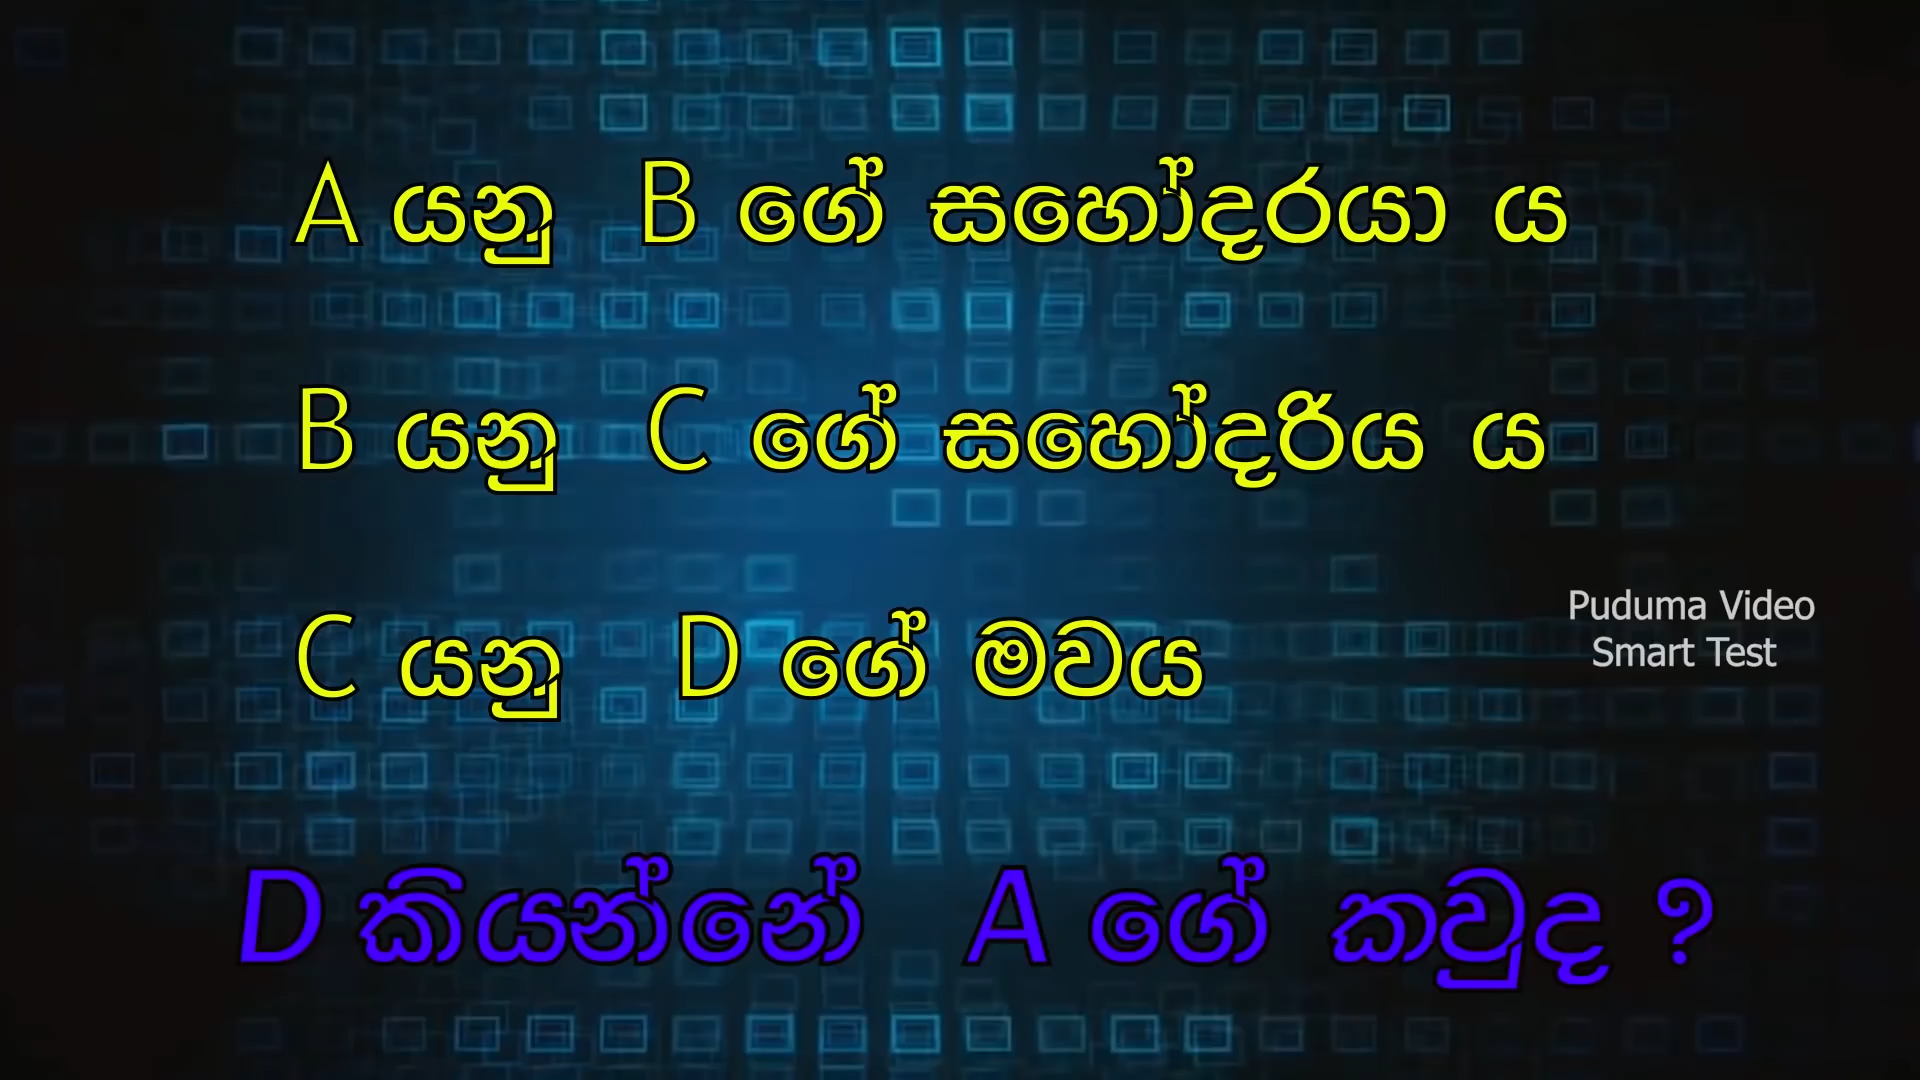 A යනු B ගේ සහෝදරයා ය
B යනු C ගේ සහෝදරිය ය
C යනු D ගේ මවය
Puduma Video
Smart Test
D කියන්නේ A ගේ කවුද ?